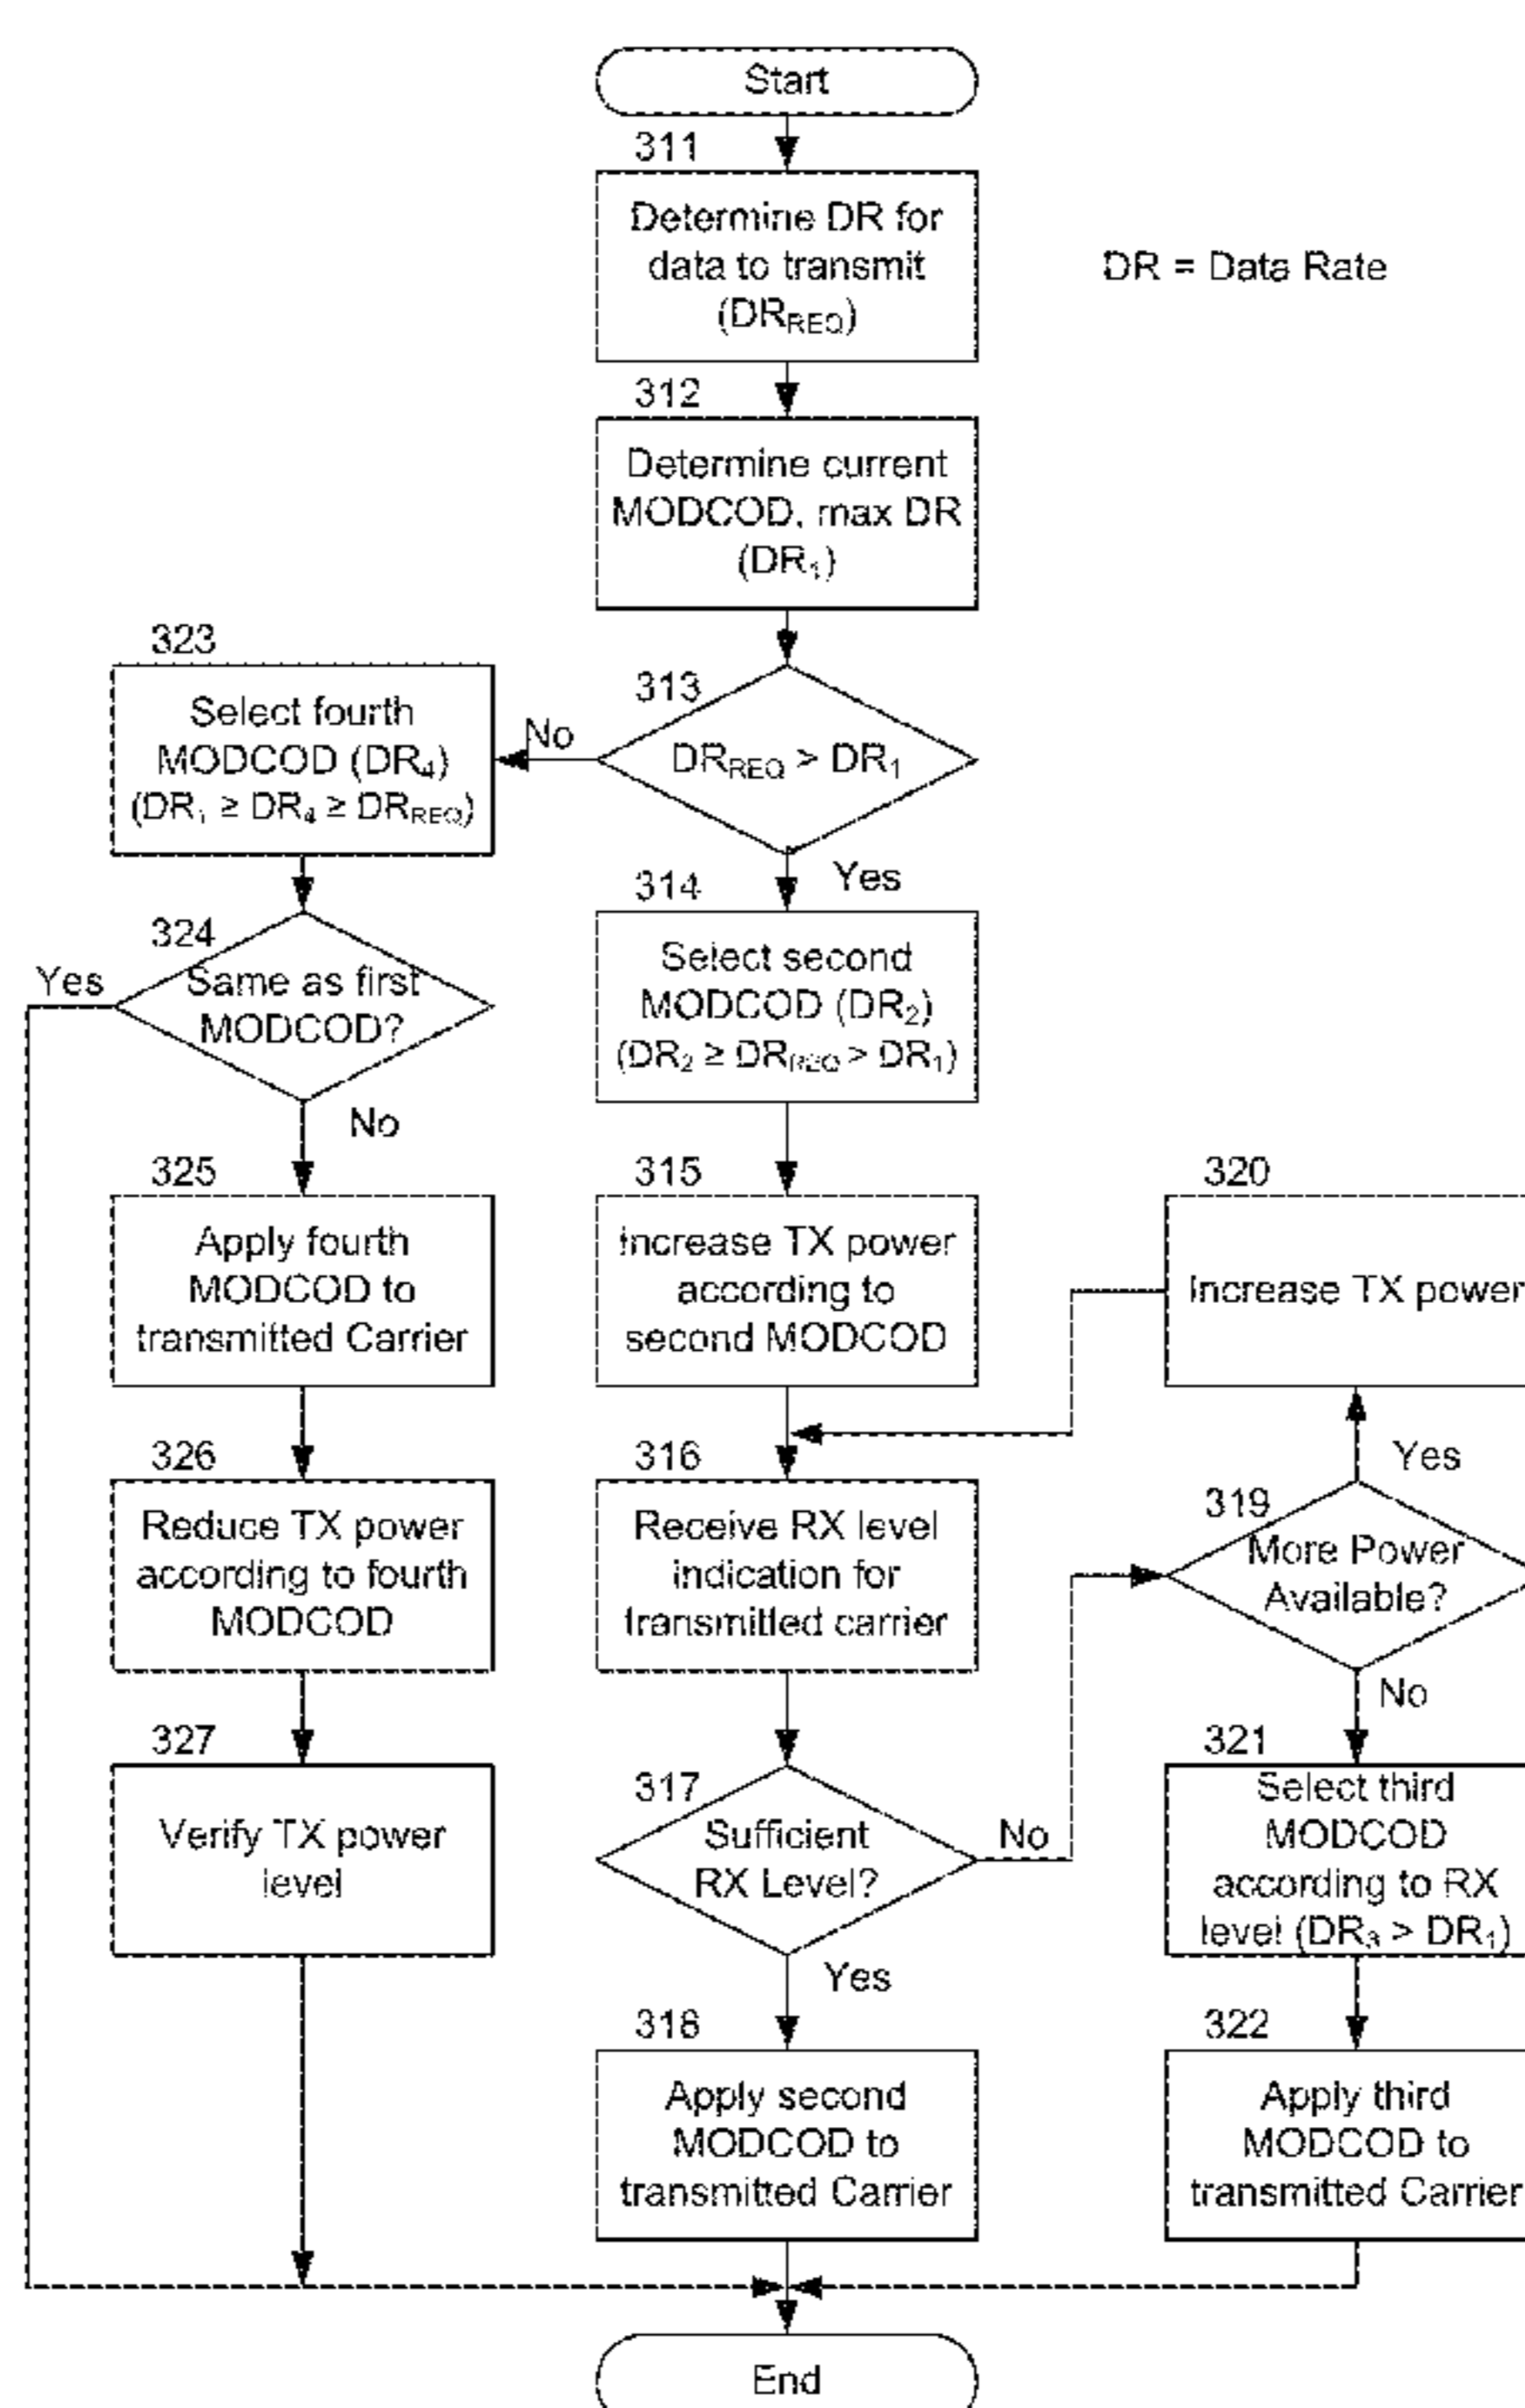 Start
311
Determine DR for
data to transmit
(DR_REQ)
DR = Data Rate
312
Determine current
MODCOD, max DR
(DR₁)
313
DR_REQ > DR₁
No
Yes
323
Select fourth
MODCOD (DR₄)
(DR₁ ≥ DR₄ ≥ DR_REQ)
324
Same as first
MODCOD?
Yes
No
314
Select second
MODCOD (DR₂)
(DR₂ ≥ DR_REQ > DR₁)
325
Apply fourth
MODCOD to
transmitted Carrier
315
Increase TX power
according to
second MODCOD
320
Increase TX power
326
Reduce TX power
according to fourth
MODCOD
316
Receive RX level
indication for
transmitted carrier
Yes
319
More Power
Available?
No
327
Verify TX power
level
317
Sufficient
RX Level?
No
Yes
321
Select third
MODCOD
according to RX
level (DR₃ > DR₁)
318
Apply second
MODCOD to
transmitted Carrier
322
Apply third
MODCOD to
transmitted Carrier
End